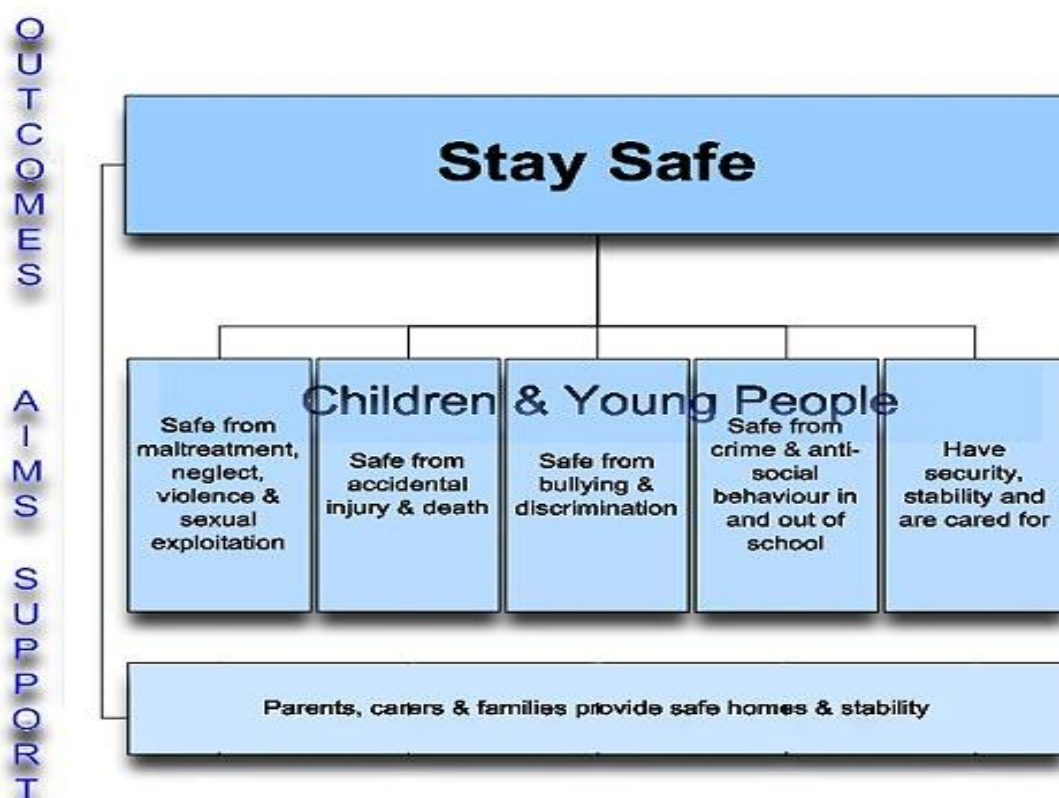 OUTCOMES
AIMS
SUPPORT
Stay Safe
Children & Young People
Safe from
maltreatment,
neglect,
violence &
sexual
exploitation
Safe from
accidental
injury & death
Safe from
bullying &
discrimination
Safe from
crime & anti-
social
behaviour in
and out of
school
Have
security,
stability and
are cared for
Parents, carers & families provide safe homes & stability